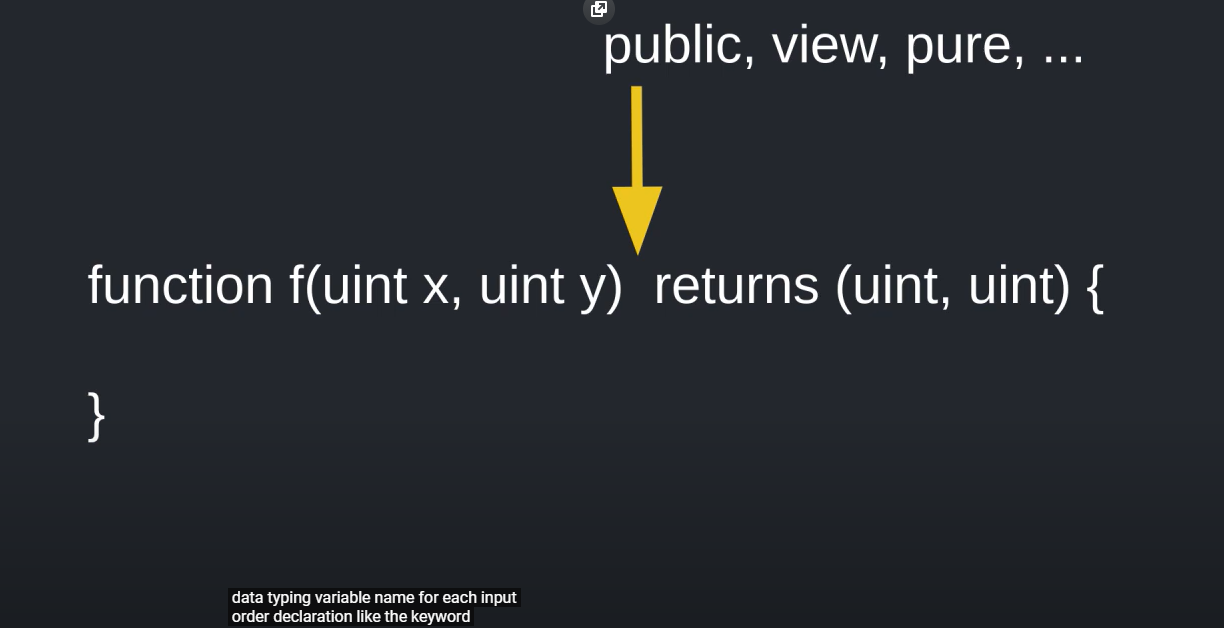 public, view, pure, ...
function f(uint x, uint y) returns (uint, uint) {
}
data typing variable name for each input
order declaration like the keyword